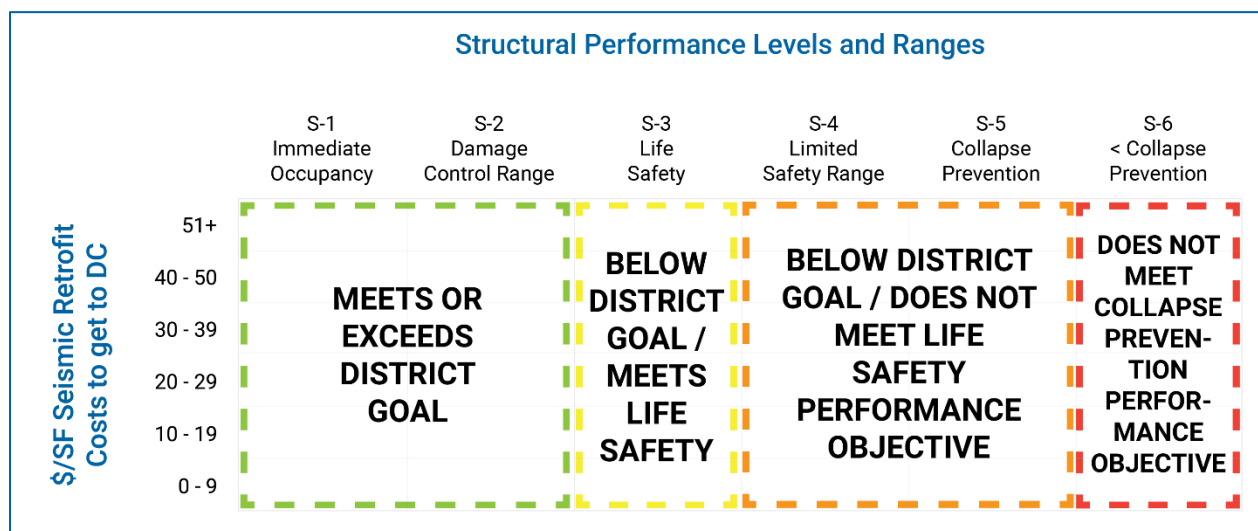 Structural Performance Levels and Ranges
S-1
Immediate
Occupancy
S-2
Damage
Control Range
S-3
Life
Safety
S-4
Limited
Safety Range
S-5
Collapse
Prevention
S-6
< Collapse
Prevention
$/SF Seismic Retrofit
Costs to get to DC
51+
40 - 50
30 - 39
20 - 29
10 - 19
0 - 9
MEETS OR
EXCEEDS
DISTRICT
GOAL
BELOW
DISTRICT
GOAL /
MEETS
LIFE
SAFETY
BELOW DISTRICT
GOAL / DOES NOT
MEET LIFE
SAFETY
PERFORMANCE
OBJECTIVE
DOES NOT
MEET
COLLAPSE
PREVEN-
TION
PERFOR-
MANCE
OBJECTIVE